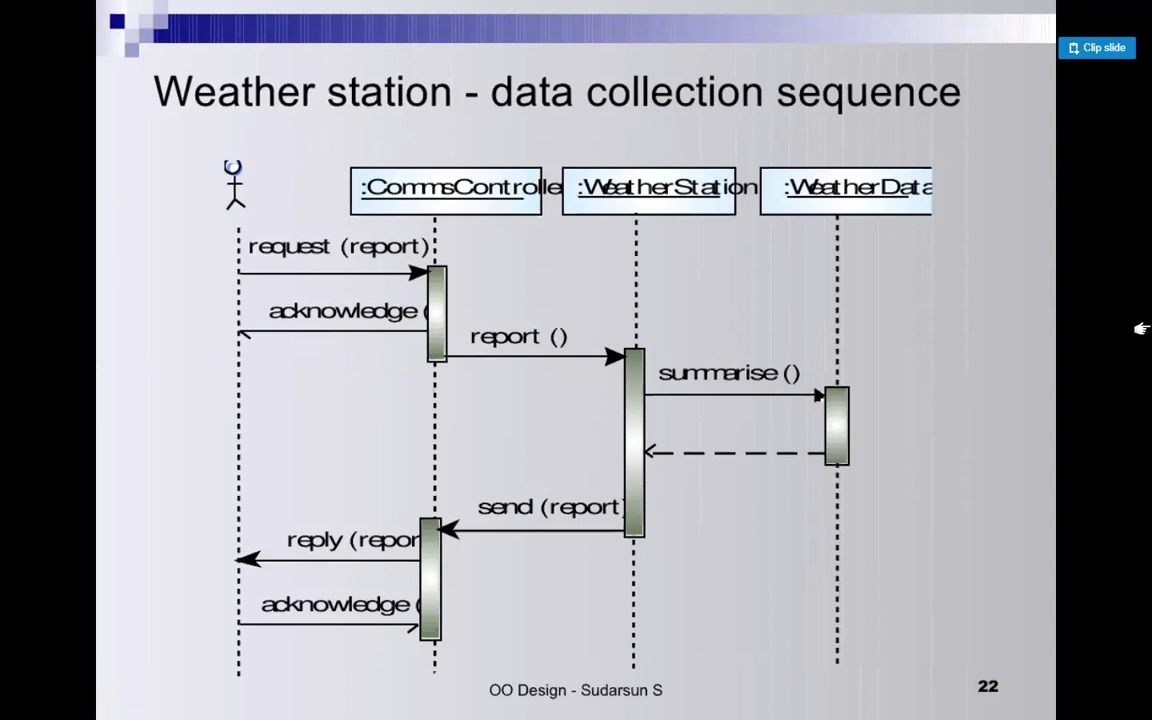 Clip slide
Weather station - data collection sequence
:CommsControlle
:WeatherStation
:WeatherData
request (report)
acknowledge (
report ()
summarise ()
send (report)
reply (repor
acknowledge (
OO Design - Sudarsun S
22